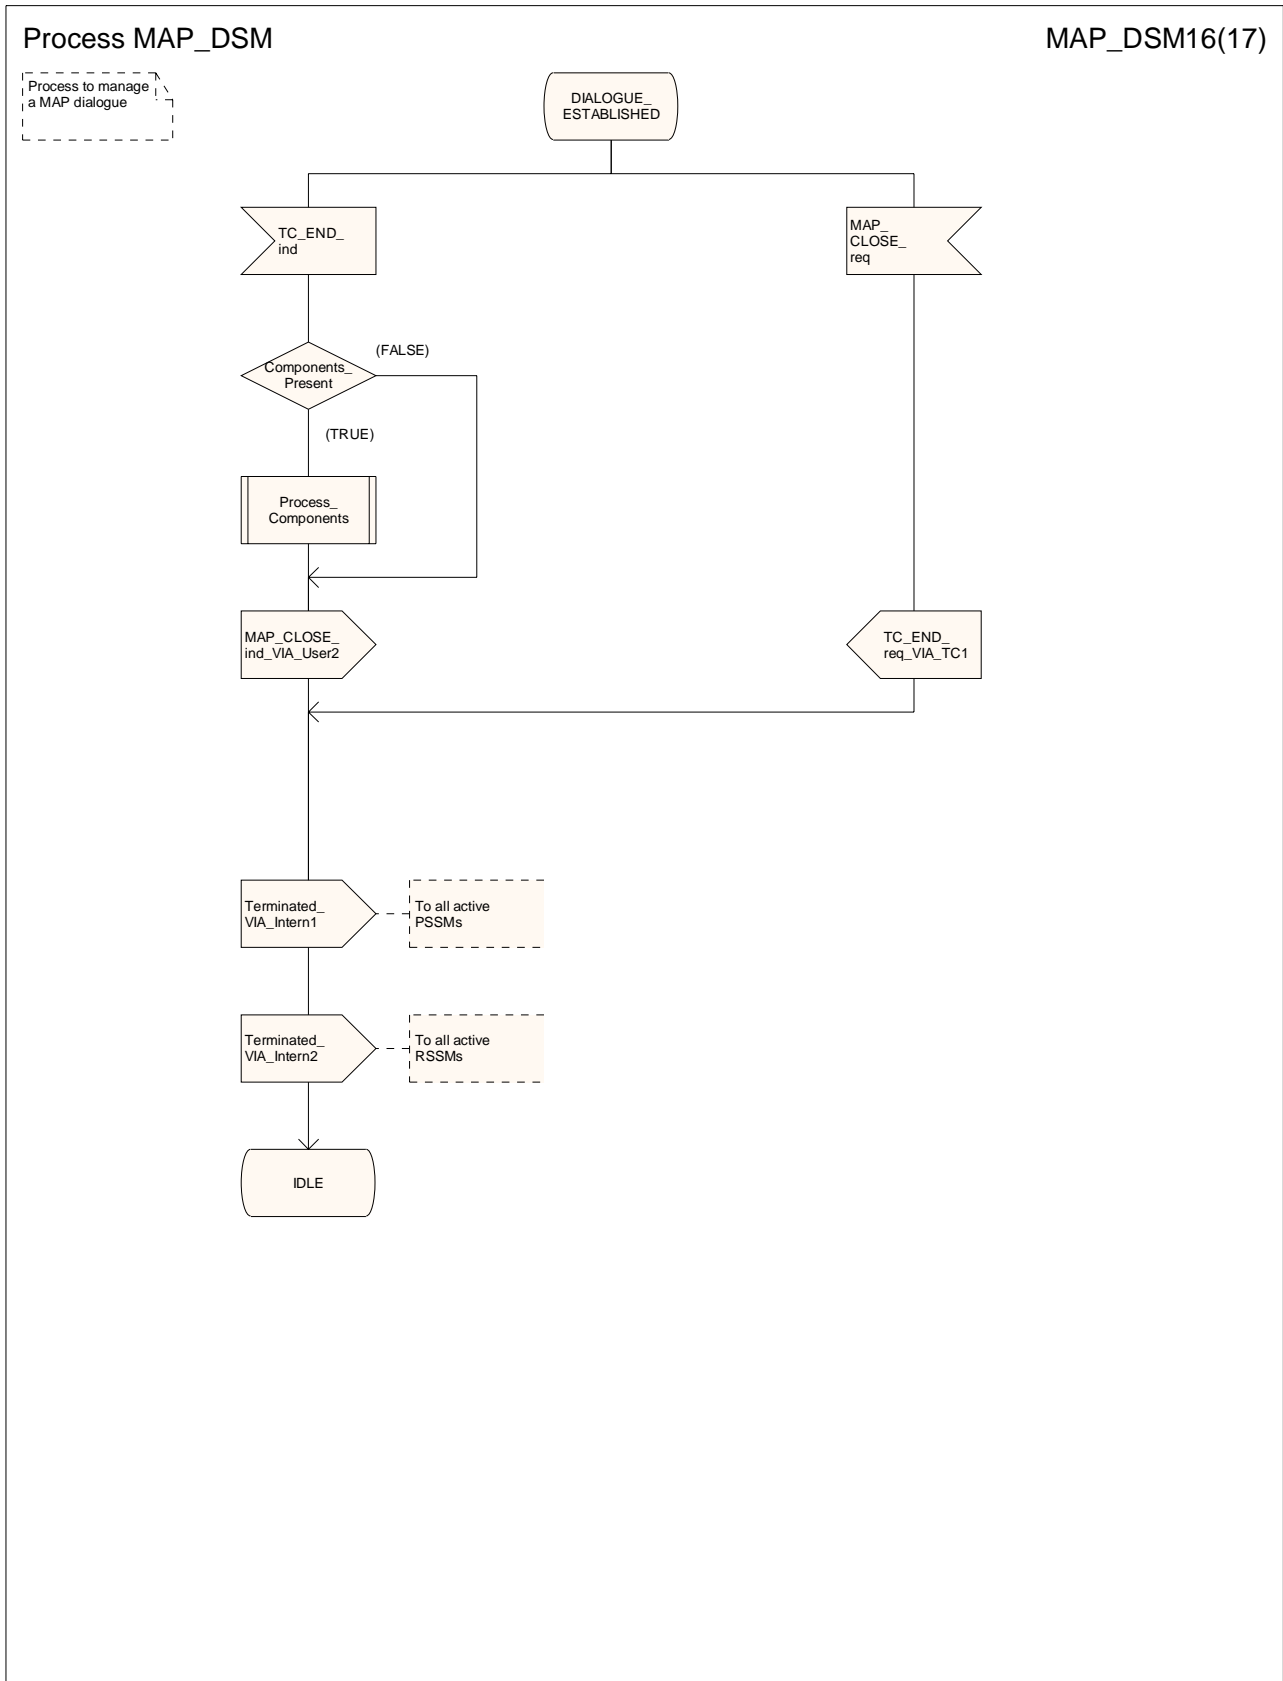 Process MAP_DSM
MAP_DSM16(17)
Process to manage
a MAP dialogue
DIALOGUE_
ESTABLISHED
TC_END_
ind
MAP_
CLOSE_
req
Components_
Present
(FALSE)
(TRUE)
Process_
Components
MAP_CLOSE_
ind_VIA_User2
TC_END_
req_VIA_TC1
Terminated_
VIA_Intern1
To all active
PSSMs
Terminated_
VIA_Intern2
To all active
RSSMs
IDLE